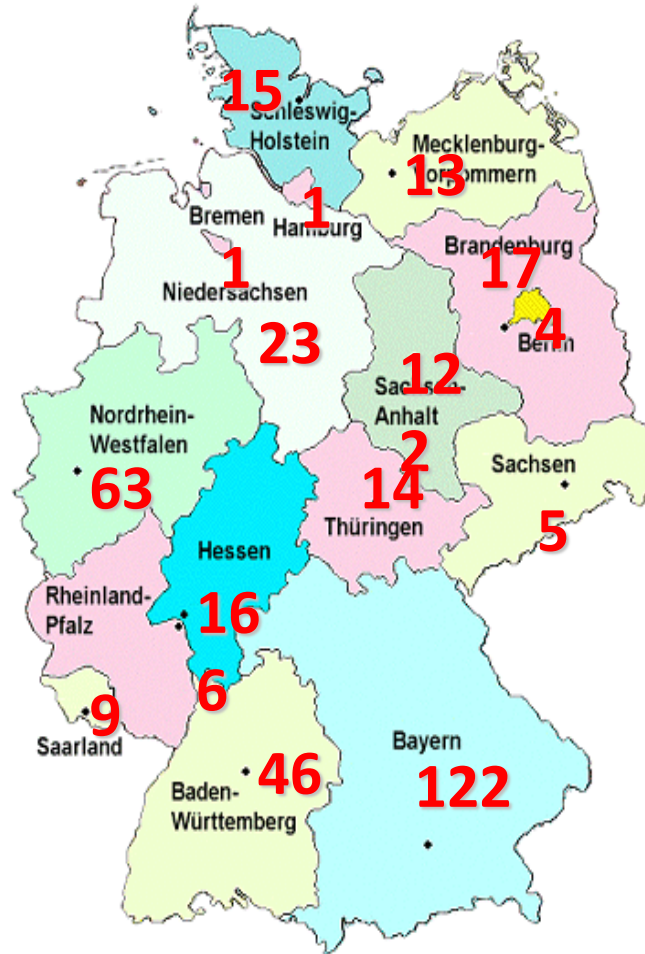 15
Schleswig-
Holstein
Mecklenburg-
Vorpommern
13
Bremen
1
Hamburg
Brandenburg
17
1
Niedersachsen
4
Berlin
23
12
Sachsen-
Anhalt
2
Nordrhein-
Westfalen
63
Sachsen
14
Thüringen
5
Hessen
Rheinland-
Pfalz
16
6
9
Saarland
Bayern
46
122
Baden-
Württemberg